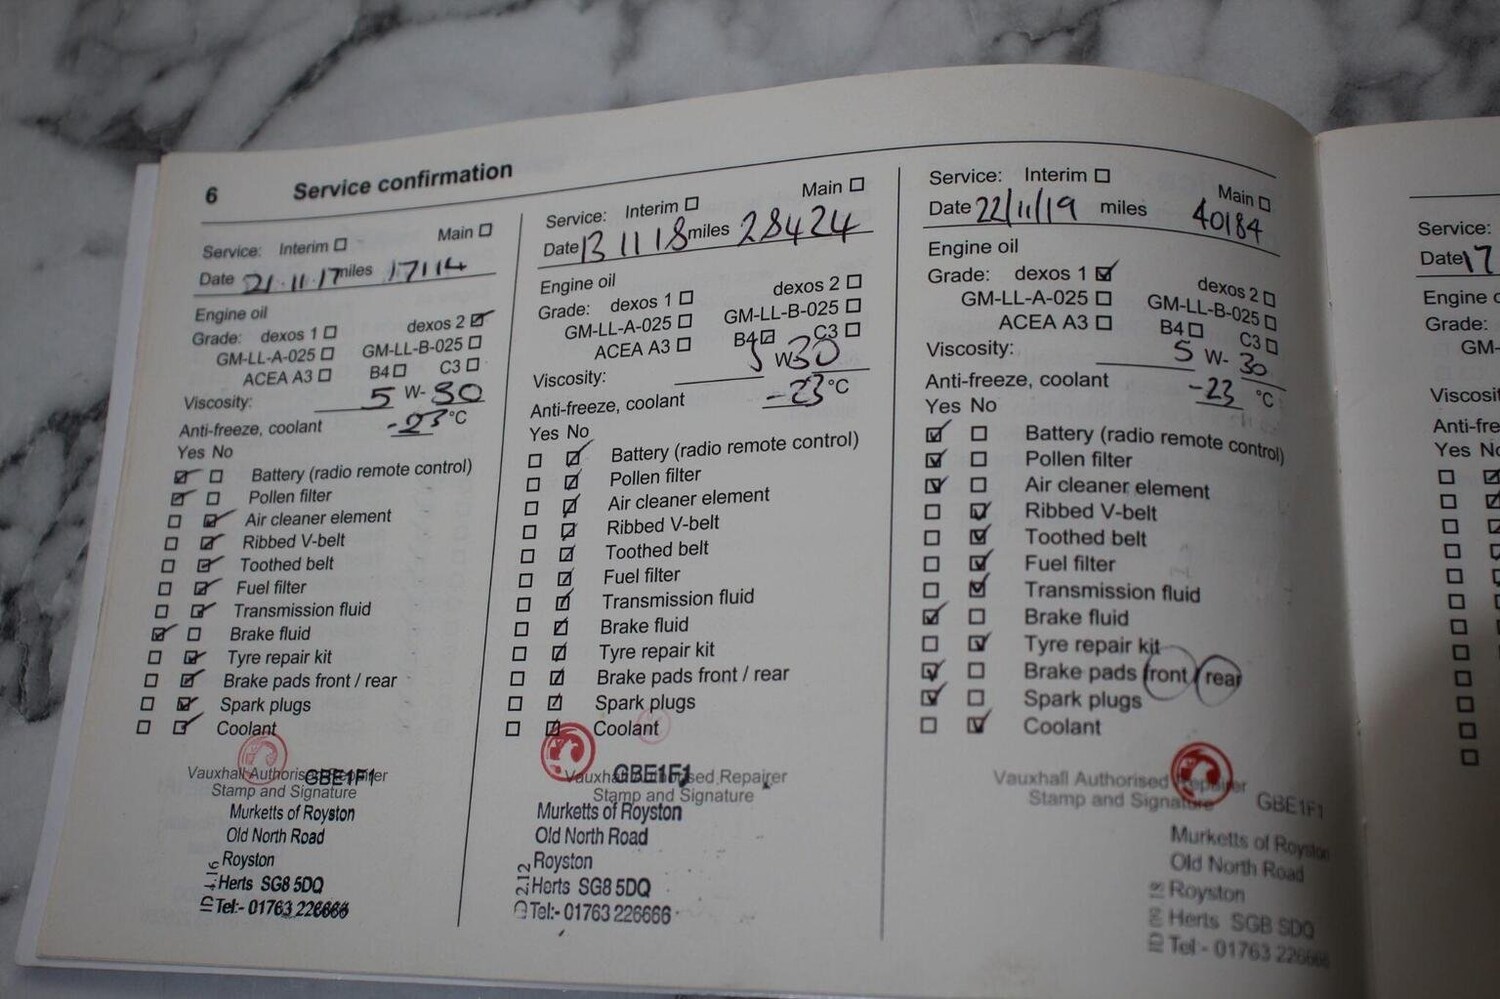 6 Service confirmation
Service: Interim ☐ Main ☐
Date 21·11·17 miles 17114
Engine oil
Grade: dexos 1 ☐ dexos 2 ☑
GM-LL-A-025 ☐ GM-LL-B-025 ☐
ACEA A3 ☐ B4 ☐ C3 ☐
Viscosity: 5 W- 30
Anti-freeze, coolant -23 °C
Yes No
☑ ☐ Battery (radio remote control)
☑ ☐ Pollen filter
☐ ☑ Air cleaner element
☐ ☑ Ribbed V-belt
☐ ☑ Toothed belt
☐ ☑ Fuel filter
☐ ☑ Transmission fluid
☑ ☐ Brake fluid
☐ ☑ Tyre repair kit
☐ ☑ Brake pads front / rear
☐ ☑ Spark plugs
☐ ☑ Coolant
Vauxhall Authorised Repairer GBE1F1
Stamp and Signature
Murketts of Royston
Old North Road
Royston
Herts SG8 5DQ
Tel:- 01763 226666
Service: Interim ☐ Main ☐
Date 13 11 18 miles 28424
Engine oil
Grade: dexos 1 ☐ dexos 2 ☐
GM-LL-A-025 ☐ GM-LL-B-025 ☐
ACEA A3 ☐ B4 ☑ C3 ☐
Viscosity: 5 W 30
Anti-freeze, coolant -23 °C
Yes No
☐ ☑ Battery (radio remote control)
☐ ☑ Pollen filter
☐ ☑ Air cleaner element
☐ ☑ Ribbed V-belt
☐ ☑ Toothed belt
☐ ☑ Fuel filter
☐ ☑ Transmission fluid
☐ ☑ Brake fluid
☐ ☑ Tyre repair kit
☐ ☑ Brake pads front / rear
☐ ☑ Spark plugs
☐ ☑ Coolant
Vauxhall Authorised Repairer GBE1F1
Stamp and Signature
Murketts of Royston
Old North Road
Royston
Herts SG8 5DQ
Tel:- 01763 226666
Service: Interim ☐ Main ☐
Date 22/11/19 miles 40184
Engine oil
Grade: dexos 1 ☑ dexos 2 ☐
GM-LL-A-025 ☐ GM-LL-B-025 ☐
ACEA A3 ☐ B4 ☐ C3 ☐
Viscosity: 5 W- 30
Anti-freeze, coolant -23 °C
Yes No
☑ ☐ Battery (radio remote control)
☑ ☐ Pollen filter
☑ ☐ Air cleaner element
☐ ☑ Ribbed V-belt
☐ ☑ Toothed belt
☐ ☑ Fuel filter
☐ ☑ Transmission fluid
☑ ☐ Brake fluid
☐ ☑ Tyre repair kit
☑ ☐ Brake pads front / rear
☑ ☐ Spark plugs
☐ ☑ Coolant
Vauxhall Authorised Repairer
Stamp and Signature GBE1F1
Murketts of Royston
Old North Road
Royston
Herts SG8 5DQ
Tel:- 01763 226666
Service:
Date 17
Engine
Grade:
GM-
Anti-fre
Yes No